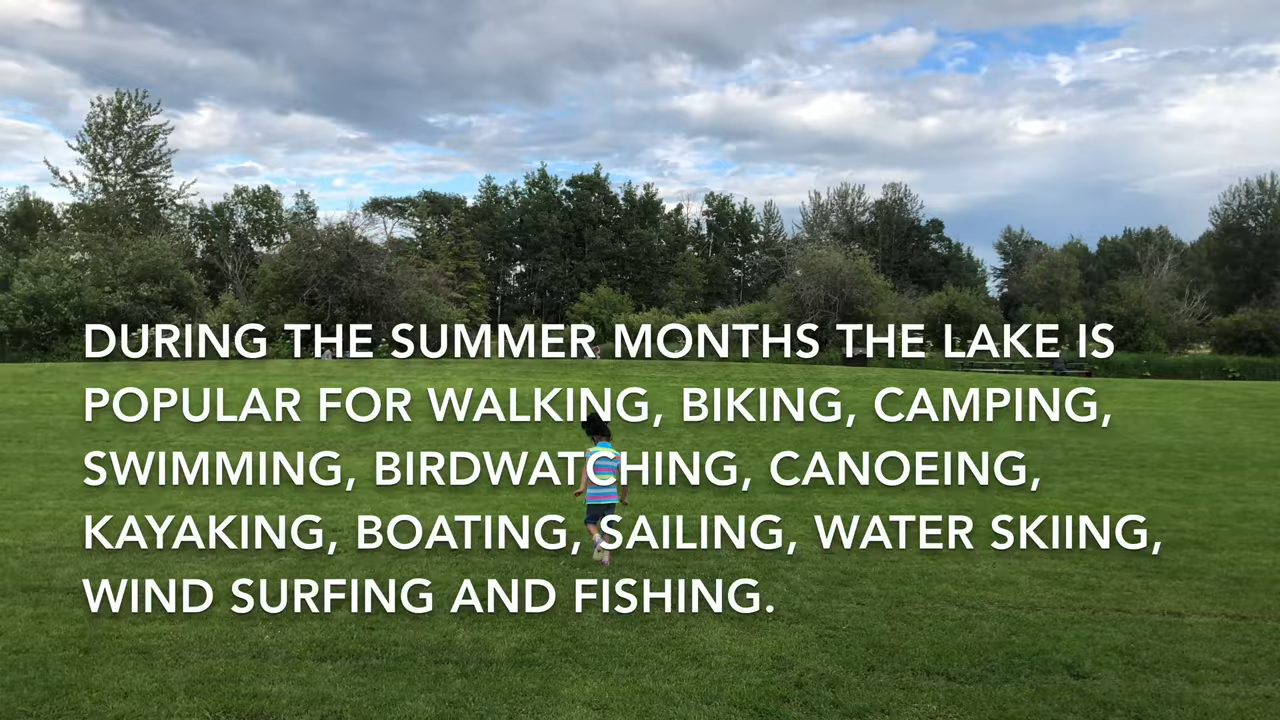 DURING THE SUMMER MONTHS THE LAKE IS
POPULAR FOR WALKING, BIKING, CAMPING,
SWIMMING, BIRDWATCHING, CANOEING,
KAYAKING, BOATING, SAILING, WATER SKIING,
WIND SURFING AND FISHING.